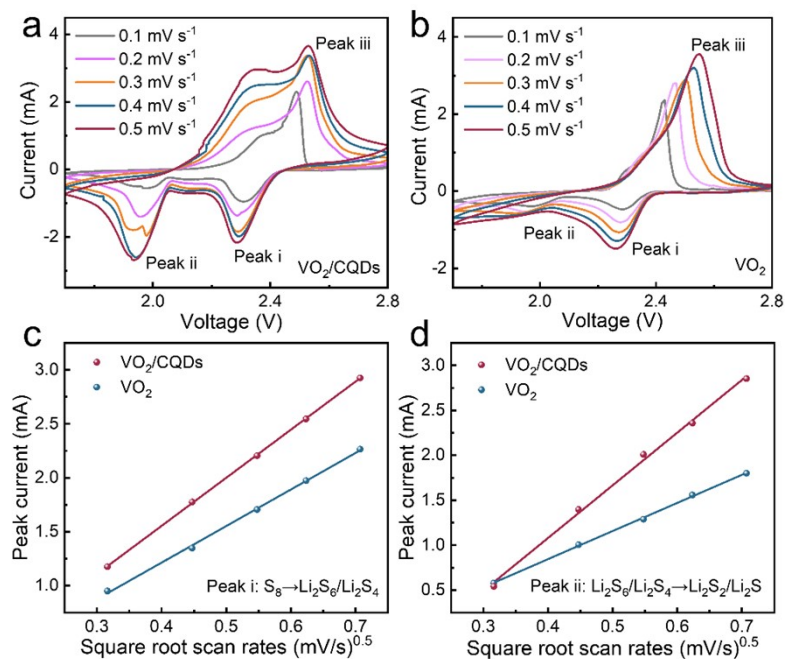 a
0.1 mV s⁻¹
0.2 mV s⁻¹
0.3 mV s⁻¹
0.4 mV s⁻¹
0.5 mV s⁻¹
Peak iii
Peak ii
Peak i
VO₂/CQDs
Current (mA)
4
2
0
-2
-4
2.0
2.4
2.8
Voltage (V)
b
0.1 mV s⁻¹
0.2 mV s⁻¹
0.3 mV s⁻¹
0.4 mV s⁻¹
0.5 mV s⁻¹
Peak iii
Peak ii
Peak i
VO₂
Current (mA)
4
2
0
-2
2.0
2.4
2.8
Voltage (V)
c
VO₂/CQDs
VO₂
Peak i: S₈→Li₂S₆/Li₂S₄
Peak current (mA)
3.0
2.5
2.0
1.5
1.0
0.3
0.4
0.5
0.6
0.7
Square root scan rates (mV/s)⁰·⁵
d
VO₂/CQDs
VO₂
Peak ii: Li₂S₆/Li₂S₄→Li₂S₂/Li₂S
Peak current (mA)
3.0
2.5
2.0
1.5
1.0
0.5
0.3
0.4
0.5
0.6
0.7
Square root scan rates (mV/s)⁰·⁵